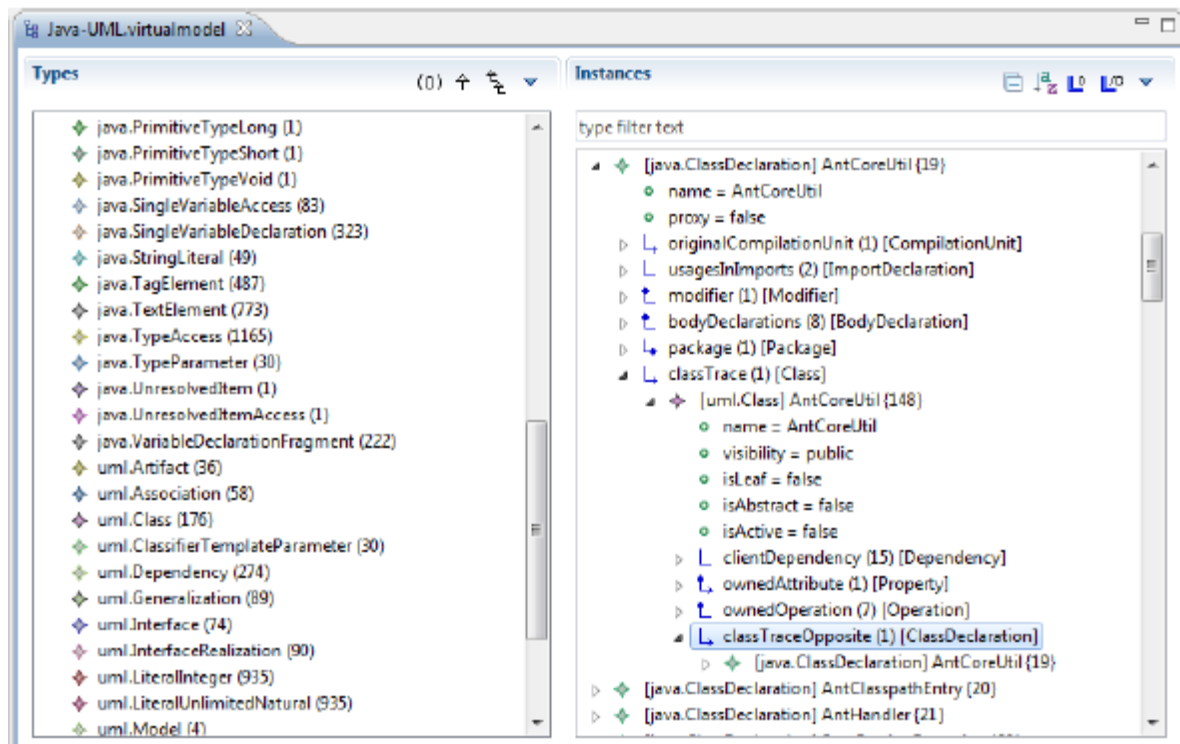 Java-UML.virtualmodel
Types
(0)
java.PrimitiveTypeLong (1)
java.PrimitiveTypeShort (1)
java.PrimitiveTypeVoid (1)
java.SingleVariableAccess (83)
java.SingleVariableDeclaration (323)
java.StringLiteral (49)
java.TagElement (487)
java.TextElement (773)
java.TypeAccess (1165)
java.TypeParameter (30)
java.UnresolvedItem (1)
java.UnresolvedItemAccess (1)
java.VariableDeclarationFragment (222)
uml.Artifact (36)
uml.Association (58)
uml.Class (176)
uml.ClassifierTemplateParameter (30)
uml.Dependency (274)
uml.Generalization (89)
uml.Interface (74)
uml.InterfaceRealization (90)
uml.LiteralInteger (935)
uml.LiteralUnlimitedNatural (935)
uml.Model (4)
Instances
type filter text
[java.ClassDeclaration] AntCoreUtil {19}
name = AntCoreUtil
proxy = false
originalCompilationUnit (1) [CompilationUnit]
usagesInImports (2) [ImportDeclaration]
modifier (1) [Modifier]
bodyDeclarations (8) [BodyDeclaration]
package (1) [Package]
classTrace (1) [Class]
[uml.Class] AntCoreUtil {148}
name = AntCoreUtil
visibility = public
isLeaf = false
isAbstract = false
isActive = false
clientDependency (15) [Dependency]
ownedAttribute (1) [Property]
ownedOperation (7) [Operation]
classTraceOpposite (1) [ClassDeclaration]
[java.ClassDeclaration] AntCoreUtil {19}
[java.ClassDeclaration] AntClasspathEntry {20}
[java.ClassDeclaration] AntHandler {21}